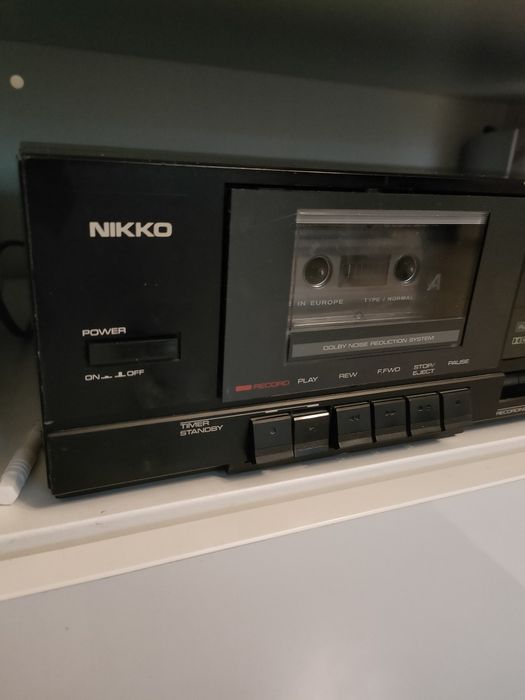 NIKKO
POWER
ON OFF
IN EUROPE TYPE / NORMAL A
DOLBY NOISE REDUCTION SYSTEM
RECORD PLAY REW F.FWD STOP/ EJECT PAUSE
TIMER
STANDBY